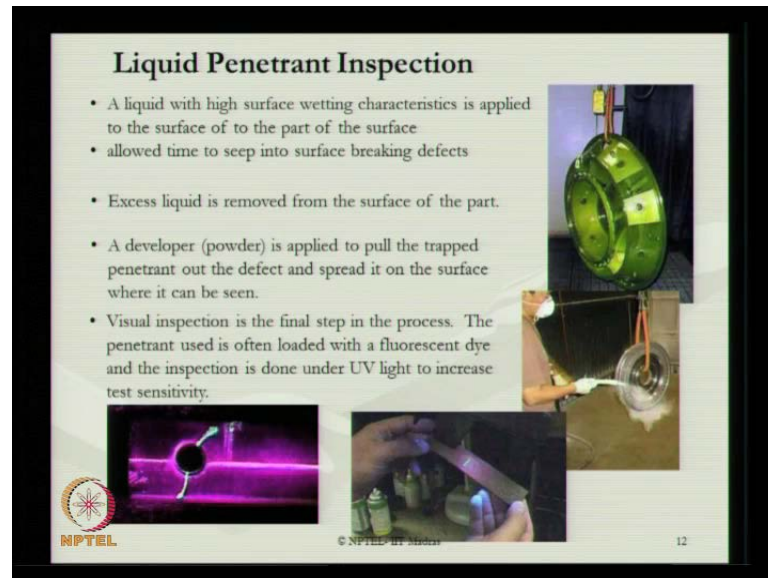 Liquid Penetrant Inspection
• A liquid with high surface wetting characteristics is applied
to the surface of to the part of the surface
• allowed time to seep into surface breaking defects
• Excess liquid is removed from the surface of the part.
• A developer (powder) is applied to pull the trapped
penetrant out the defect and spread it on the surface
where it can be seen.
• Visual inspection is the final step in the process. The
penetrant used is often loaded with a fluorescent dye
and the inspection is done under UV light to increase
test sensitivity.
NPTEL
© NPTEL- IIT Madras
12